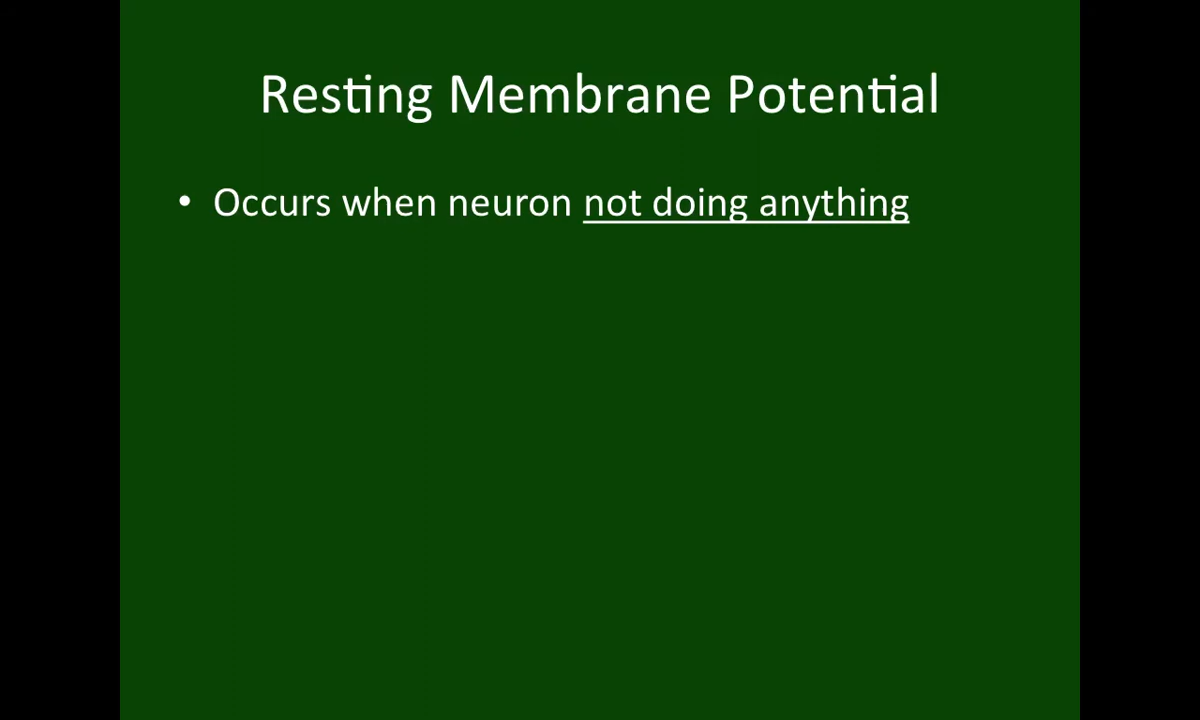 Resting Membrane Potential
• Occurs when neuron not doing anything